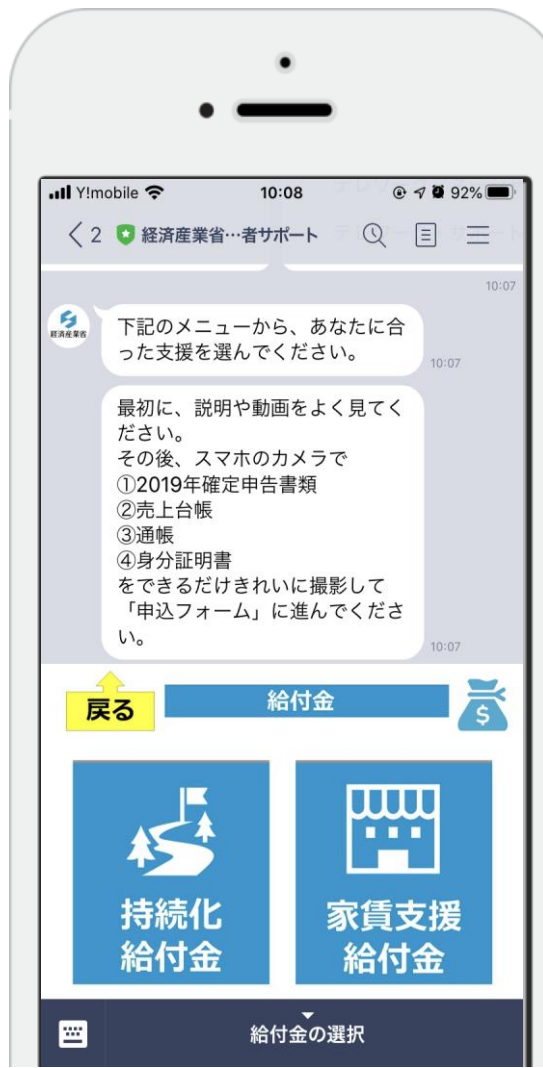 Y!mobile 10:08 92%
2 経済産業省…者サポート
10:07
経済産業省
下記のメニューから、あなたに合
った支援を選んでください。
10:07
最初に、説明や動画をよく見てく
ださい。
その後、スマホのカメラで
①2019年確定申告書類
②売上台帳
③通帳
④身分証明書
をできるだけきれいに撮影して
「申込フォーム」に進んでくださ
い。
10:07
戻る
給付金
$
持続化
給付金
家賃支援
給付金
給付金の選択